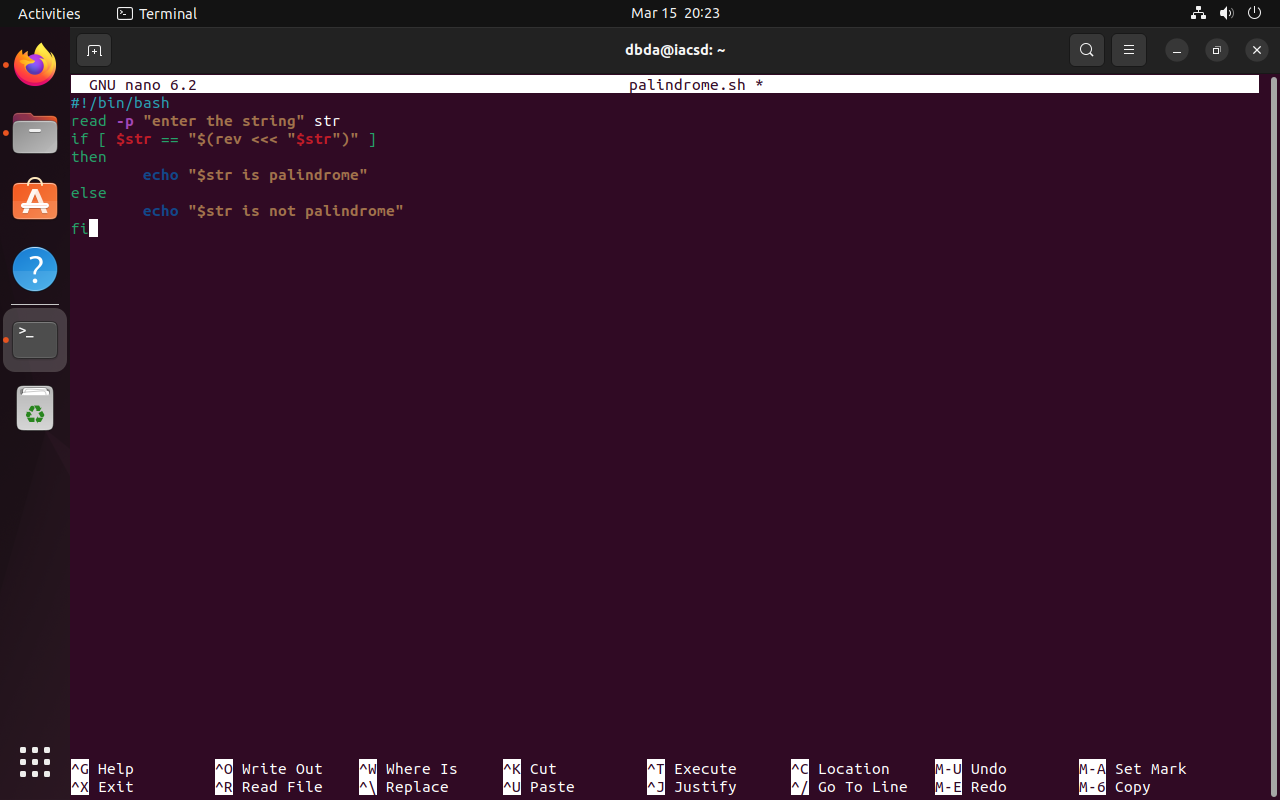 Activities Terminal Mar 15 20:23
dbda@iacsd: ~
GNU nano 6.2 palindrome.sh *
#!/bin/bash
read -p "enter the string" str
if [ $str == "$(rev <<< "$str")" ]
then
echo "$str is palindrome"
else
echo "$str is not palindrome"
fi
^G Help ^O Write Out ^W Where Is ^K Cut ^T Execute ^C Location M-U Undo M-A Set Mark
^X Exit ^R Read File ^\ Replace ^U Paste ^J Justify ^/ Go To Line M-E Redo M-6 Copy